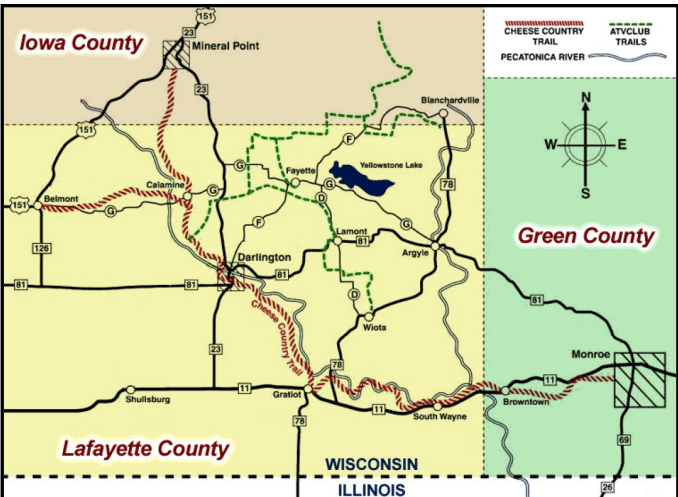 151
23
Mineral Point
Iowa County
CHEESE COUNTRY
TRAIL
ATVCLUB
TRAILS
PECATONICA RIVER
23
Blanchardville
151
F
N
W
E
S
G
Fayette
Yellowstone Lake
G
78
Calamine
G
D
151
Belmont
G
F
G
Lamont
81
Argyle
Green County
126
Darlington
81
81
81
D
81
Cheese
Country
Trail
Wiota
23
78
Monroe
11
Shullsburg
11
Gratiot
11
South Wayne
Browntown
78
69
Lafayette County
WISCONSIN
ILLINOIS
26